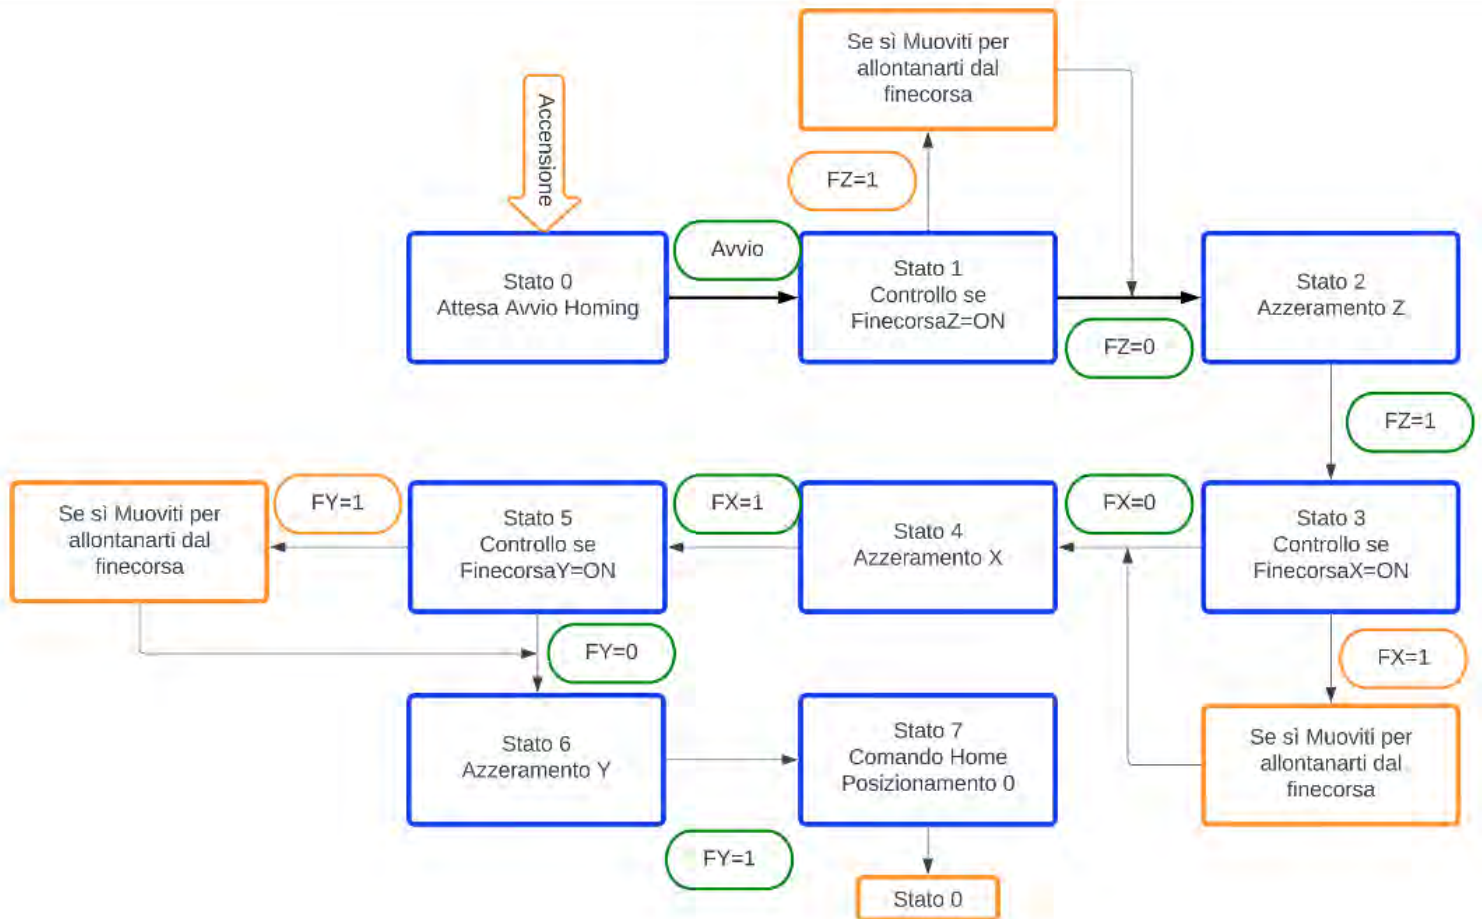 Se sì Muoviti per
allontanarti dal
finecorsa
Accensione
FZ=1
Avvio
Stato 0
Attesa Avvio Homing
Stato 1
Controllo se
FinecorsaZ=ON
Stato 2
Azzeramento Z
FZ=0
FZ=1
Se sì Muoviti per
allontanarti dal
finecorsa
FY=1
Stato 5
Controllo se
FinecorsaY=ON
FX=1
Stato 4
Azzeramento X
FX=0
Stato 3
Controllo se
FinecorsaX=ON
FY=0
FX=1
Stato 6
Azzeramento Y
Stato 7
Comando Home
Posizionamento 0
Se sì Muoviti per
allontanarti dal
finecorsa
FY=1
Stato 0